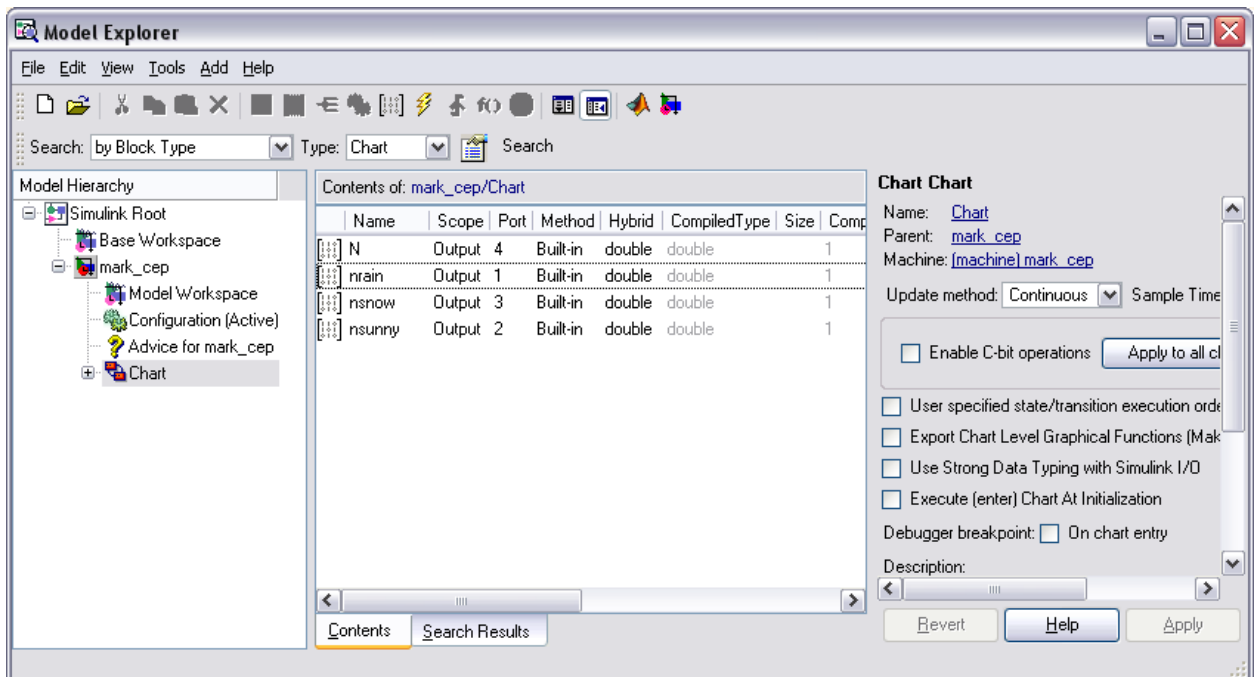 Model Explorer
File Edit View Tools Add Help
Search: by Block Type Type: Chart Search
Model Hierarchy
Simulink Root
Base Workspace
mark_cep
Model Workspace
Configuration (Active)
Advice for mark_cep
Chart
Contents of: mark_cep/Chart
Name Scope Port Method Hybrid CompiledType Size Comp
N Output 4 Built-in double double 1
nrain Output 1 Built-in double double 1
nsnow Output 3 Built-in double double 1
nsunny Output 2 Built-in double double 1
Contents Search Results
Chart Chart
Name: Chart
Parent: mark_cep
Machine: (machine) mark_cep
Update method: Continuous Sample Time
Enable C-bit operations Apply to all cl
User specified state/transition execution orde
Export Chart Level Graphical Functions (Mak
Use Strong Data Typing with Simulink I/O
Execute (enter) Chart At Initialization
Debugger breakpoint: On chart entry
Description:
Revert Help Apply